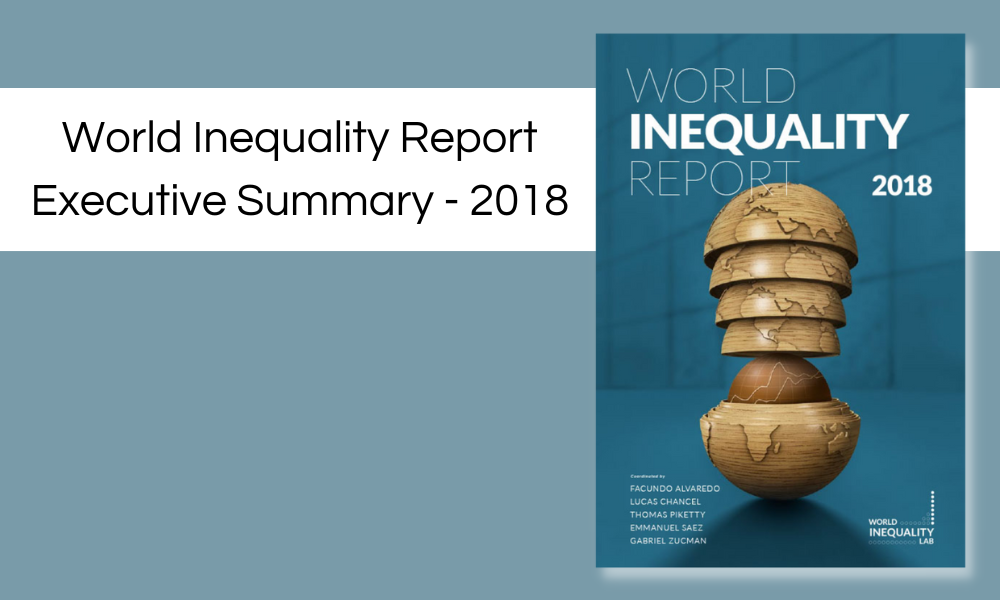 World Inequality Report
Executive Summary - 2018
WORLD
INEQUALITY
REPORT
2018
Coordinated by
FACUNDO ALVAREDO
LUCAS CHANCEL
THOMAS PIKETTY
EMMANUEL SAEZ
GABRIEL ZUCMAN
WORLD
INEQUALITY
LAB